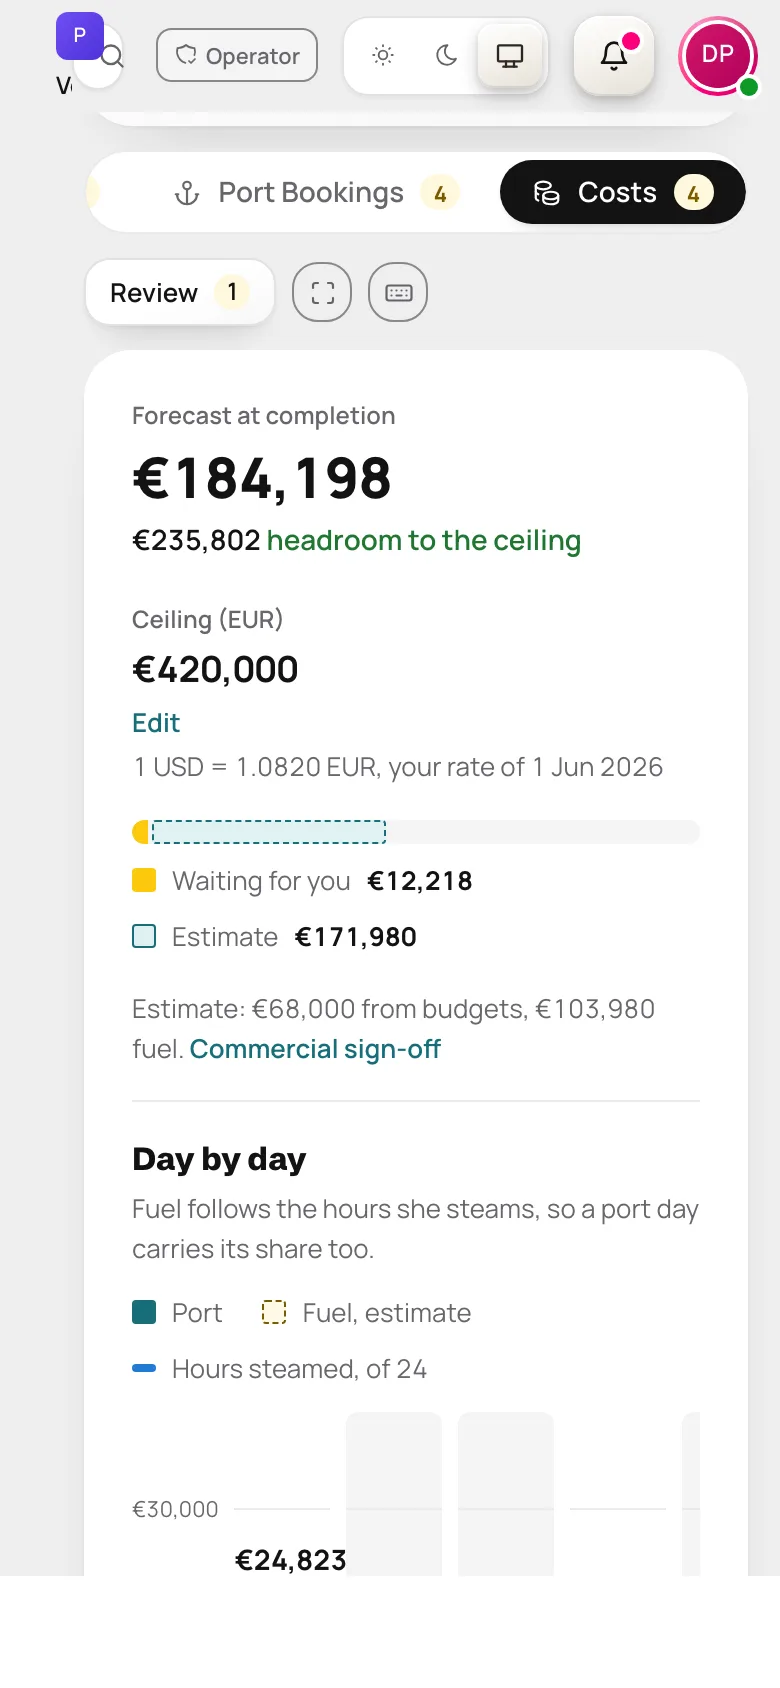 P
Operator
DP
Port Bookings 4
Costs 4
Review 1
Forecast at completion
€184,198
€235,802 headroom to the ceiling
Ceiling (EUR)
€420,000
Edit
1 USD = 1.0820 EUR, your rate of 1 Jun 2026
Waiting for you €12,218
Estimate €171,980
Estimate: €68,000 from budgets, €103,980
fuel. Commercial sign-off
Day by day
Fuel follows the hours she steams, so a port day
carries its share too.
Port
Fuel, estimate
Hours steamed, of 24
€30,000
€24,823